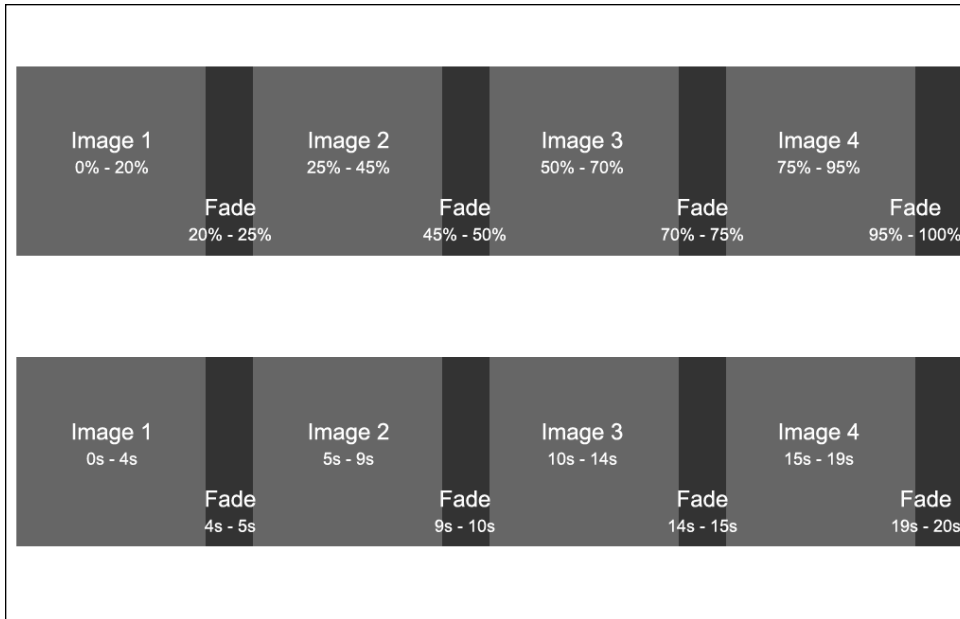 Image 1
0% - 20%
Image 2
25% - 45%
Image 3
50% - 70%
Image 4
75% - 95%
Fade
20% - 25%
Fade
45% - 50%
Fade
70% - 75%
Fade
95% - 100%
Image 1
0s - 4s
Image 2
5s - 9s
Image 3
10s - 14s
Image 4
15s - 19s
Fade
4s - 5s
Fade
9s - 10s
Fade
14s - 15s
Fade
19s - 20s